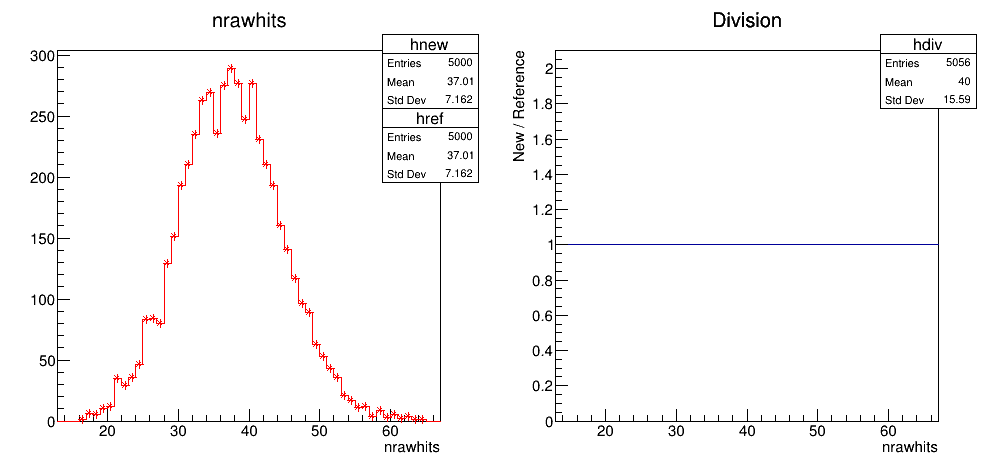 nrawhits
hnew
Entries 5000
Mean 37.01
Std Dev 7.162
href
Entries 5000
Mean 37.01
Std Dev 7.162
300
250
200
150
100
50
0
20 30 40 50 60
nrawhits
Division
hdiv
Entries 5056
Mean 40
Std Dev 15.59
New / Reference
2
1.8
1.6
1.4
1.2
1
0.8
0.6
0.4
0.2
0
20 30 40 50 60
nrawhits